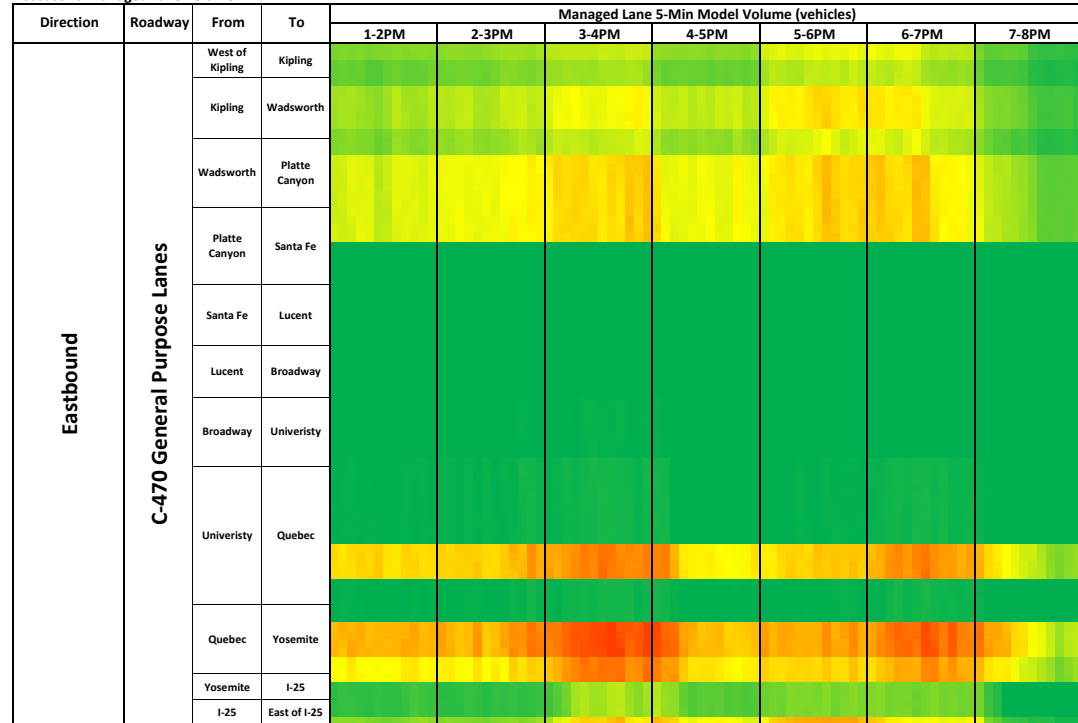 Direction Roadway From To Managed Lane 5-Min Model Volume (vehicles)
1-2PM 2-3PM 3-4PM 4-5PM 5-6PM 6-7PM 7-8PM
Eastbound
C-470 General Purpose Lanes
West of Kipling Kipling
Kipling Wadsworth
Wadsworth Platte Canyon
Platte Canyon Santa Fe
Santa Fe Lucent
Lucent Broadway
Broadway Univeristy
Univeristy Quebec
Quebec Yosemite
Yosemite I-25
I-25 East of I-25